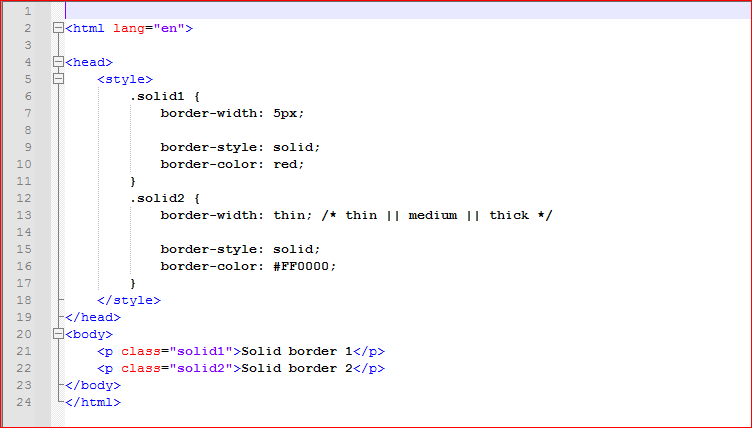 1
2 <html lang="en">
3
4 <head>
5     <style>
6         .solid1 {
7             border-width: 5px;
8
9             border-style: solid;
10             border-color: red;
11         }
12         .solid2 {
13             border-width: thin; /* thin || medium || thick */
14
15             border-style: solid;
16             border-color: #FF0000;
17         }
18     </style>
19 </head>
20 <body>
21     <p class="solid1">Solid border 1</p>
22     <p class="solid2">Solid border 2</p>
23 </body>
24 </html>